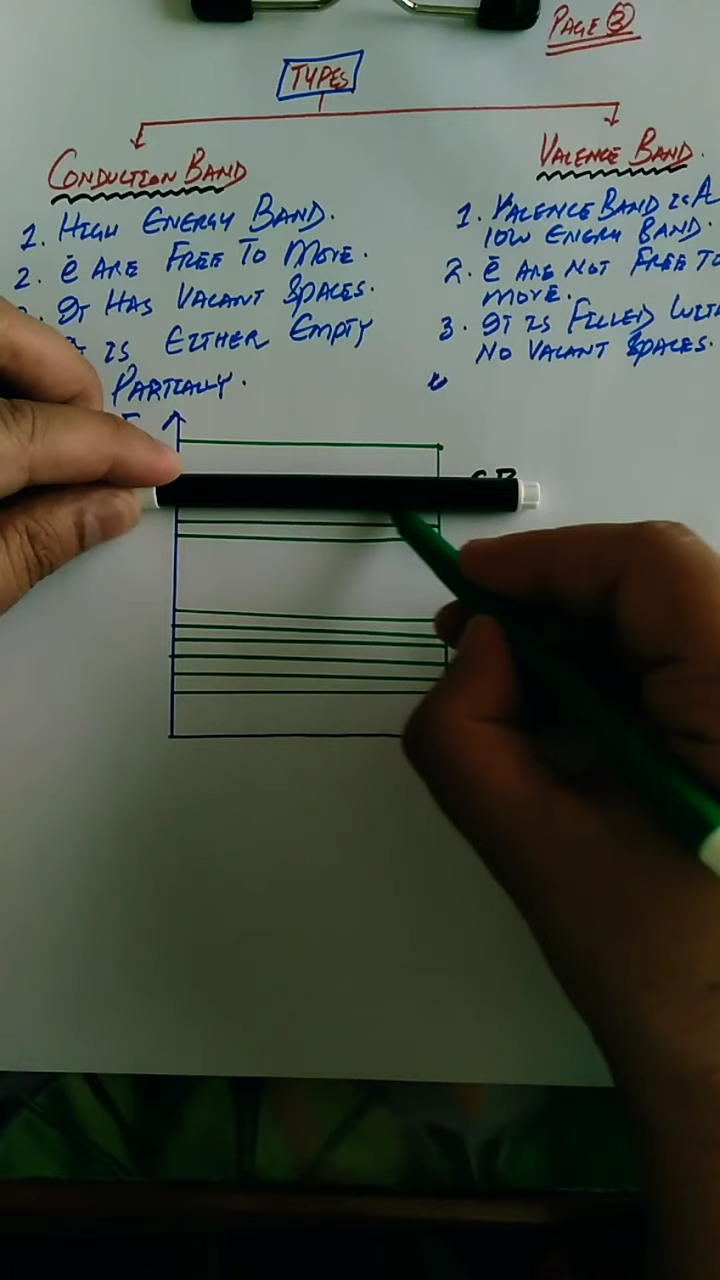 PAGE 3
TYPES
CONDUCTION BAND
1. HIGH ENERGY BAND.
2. ē ARE FREE TO MOVE.
IT HAS VACANT SPACES.
IS EITHER EMPTY
PARTIALLY.
VALENCE BAND.
1. VALENCE BAND IS A
LOW ENGRY BAND.
2. ē ARE NOT FREE TO
MOVE.
3. IT IS FILLED WITH
NO VACANT SPACES.